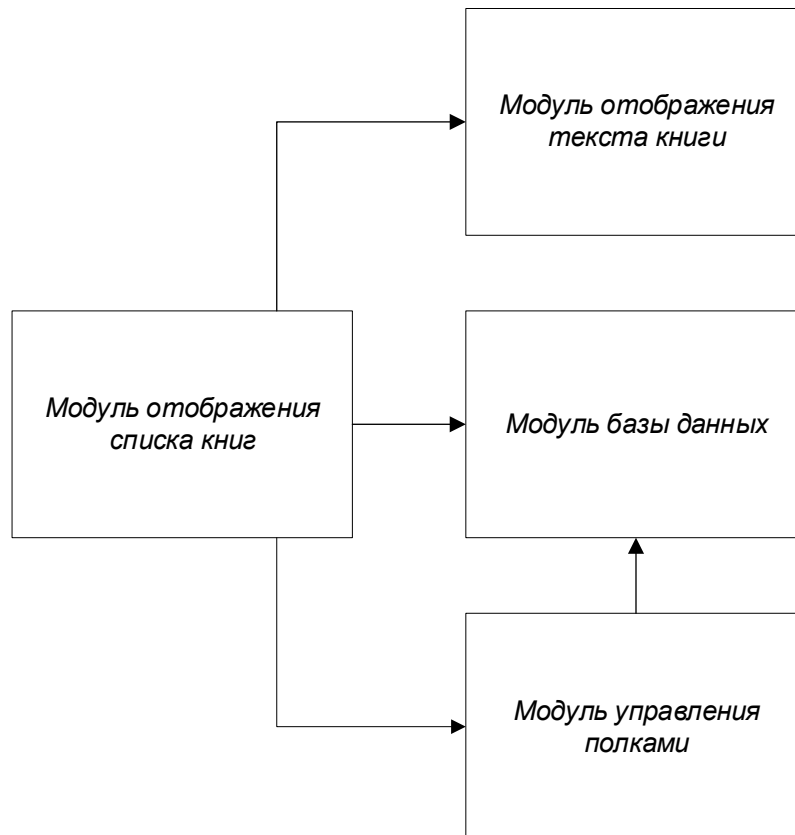 Модуль отображения
текста книги
Модуль отображения
списка книг
Модуль базы данных
Модуль управления
полками